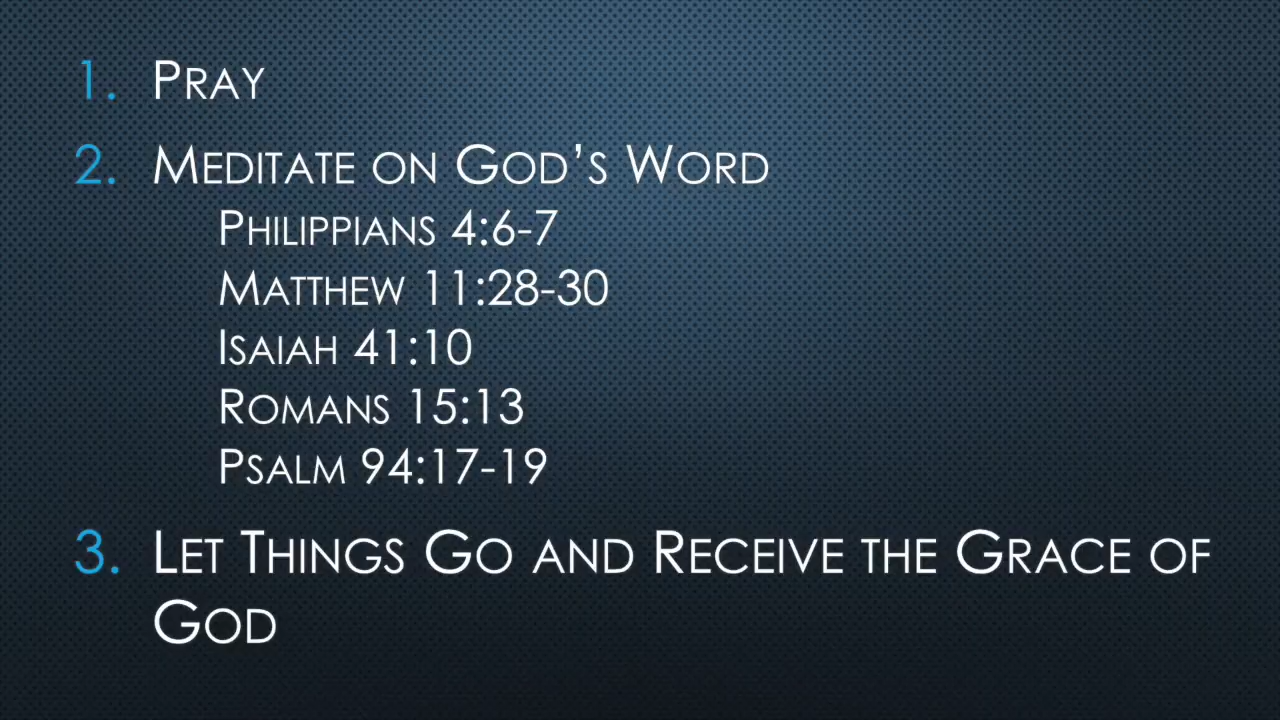 1. Pray
2. Meditate on God’s Word
Philippians 4:6-7
Matthew 11:28-30
Isaiah 41:10
Romans 15:13
Psalm 94:17-19
3. Let Things Go and Receive the Grace of
God